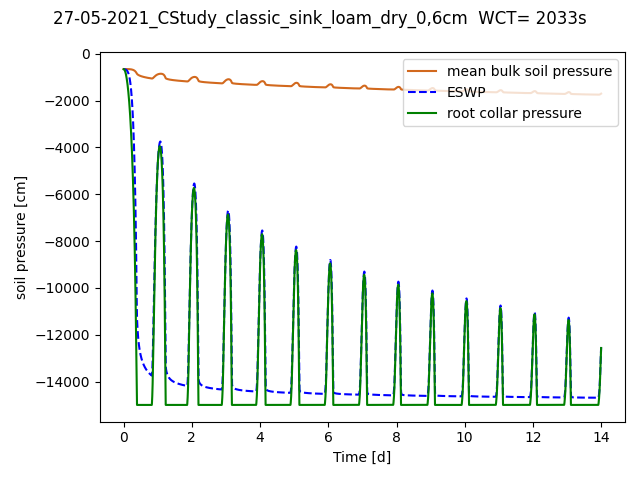 27-05-2021_CStudy_classic_sink_loam_dry_0,6cm  WCT= 2033s
mean bulk soil pressure
ESWP
root collar pressure
soil pressure [cm]
0
−2000
−4000
−6000
−8000
−10000
−12000
−14000
0 2 4 6 8 10 12 14
Time [d]